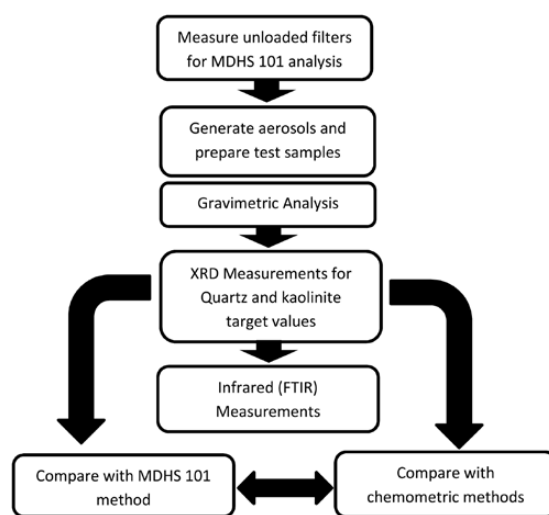 Measure unloaded filters
for MDHS 101 analysis
Generate aerosols and
prepare test samples
Gravimetric Analysis
XRD Measurements for
Quartz and kaolinite
target values
Infrared (FTIR)
Measurements
Compare with MDHS 101
method
Compare with
chemometric methods